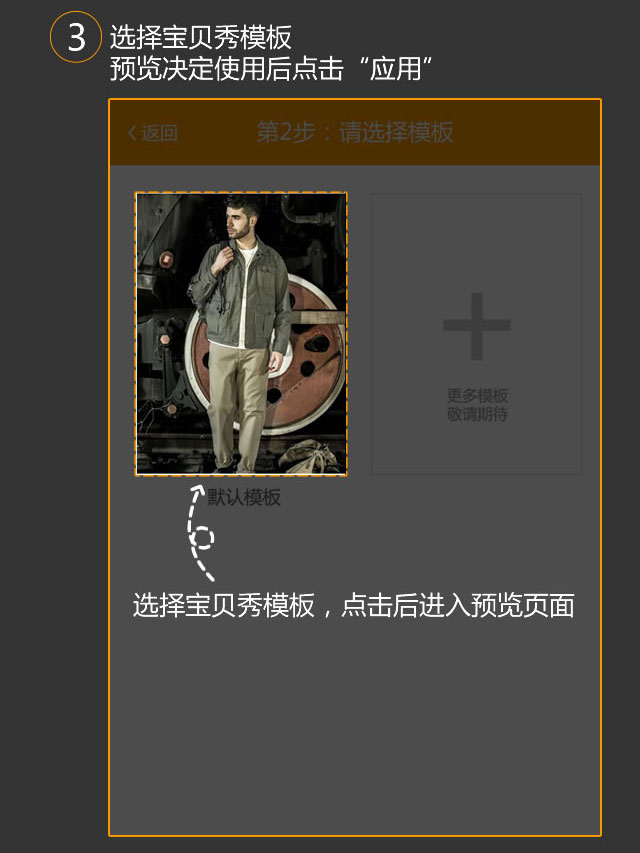 3
选择宝贝秀模板
预览决定使用后点击“应用”
返回
第2步：请选择模板
更多模板
敬请期待
默认模板
选择宝贝秀模板，点击后进入预览页面